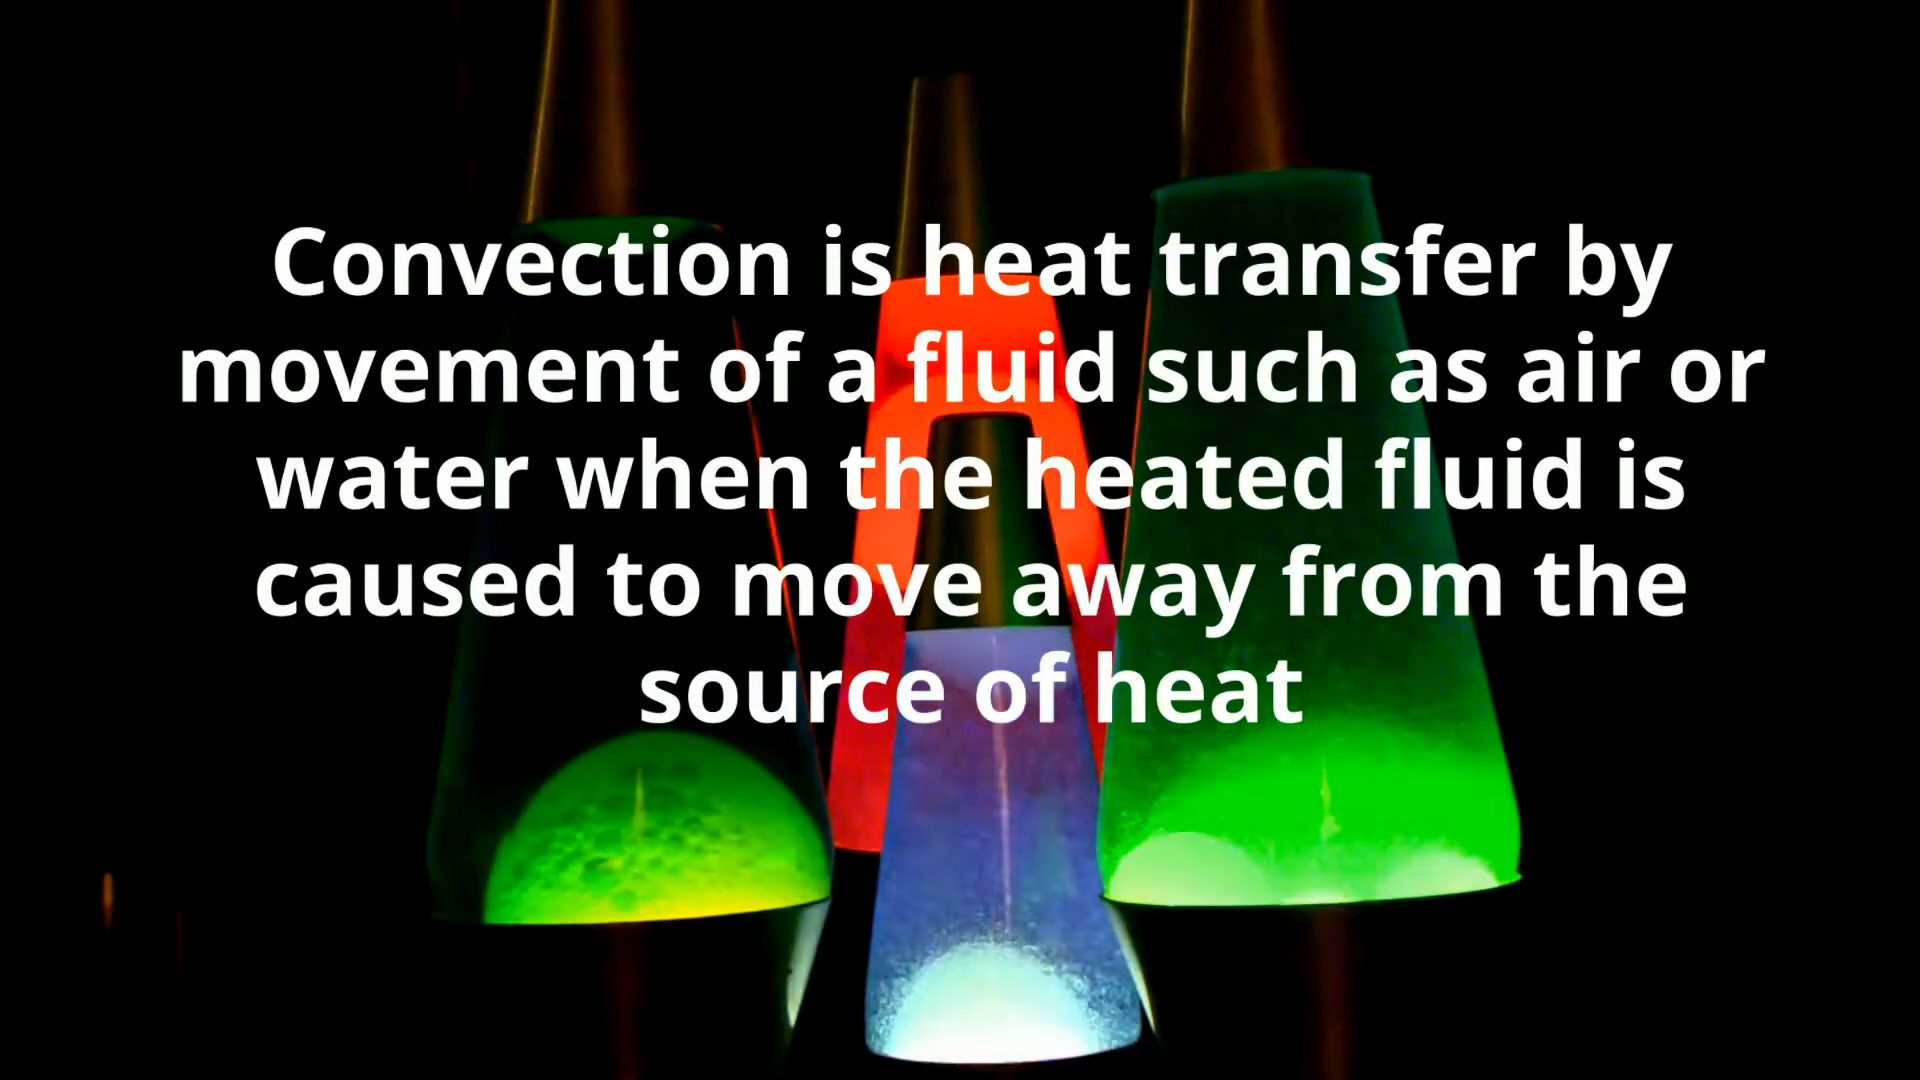 Convection is heat transfer by
movement of a fluid such as air or
water when the heated fluid is
caused to move away from the
source of heat